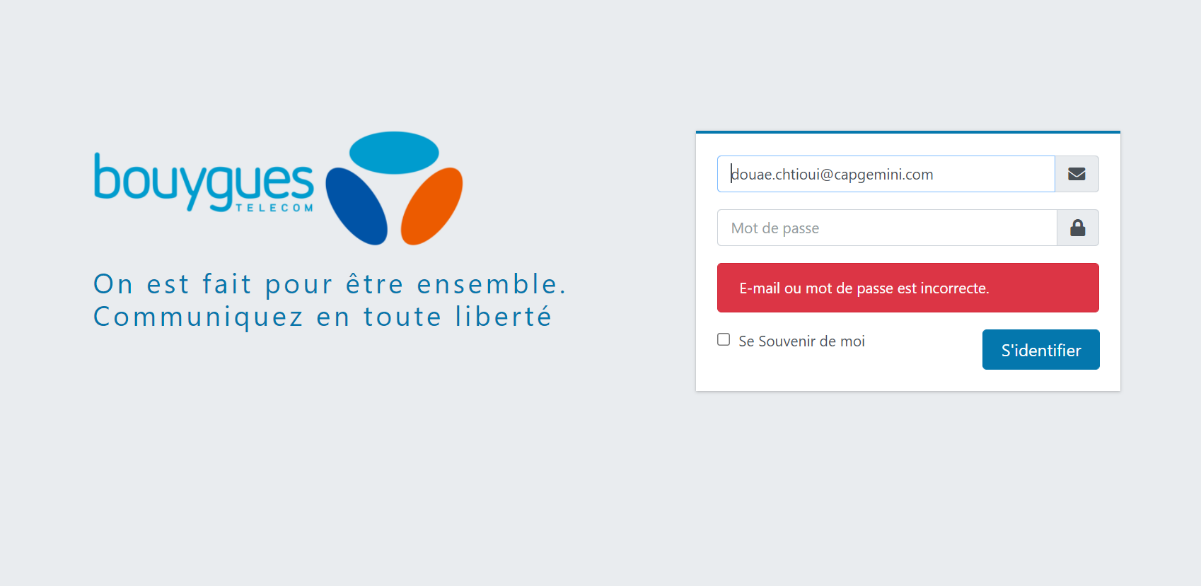 bouygues
TELECOM
On est fait pour être ensemble.
Communiquez en toute liberté
douae.chtioui@capgemini.com
Mot de passe
E-mail ou mot de passe est incorrecte.
Se Souvenir de moi
S'identifier